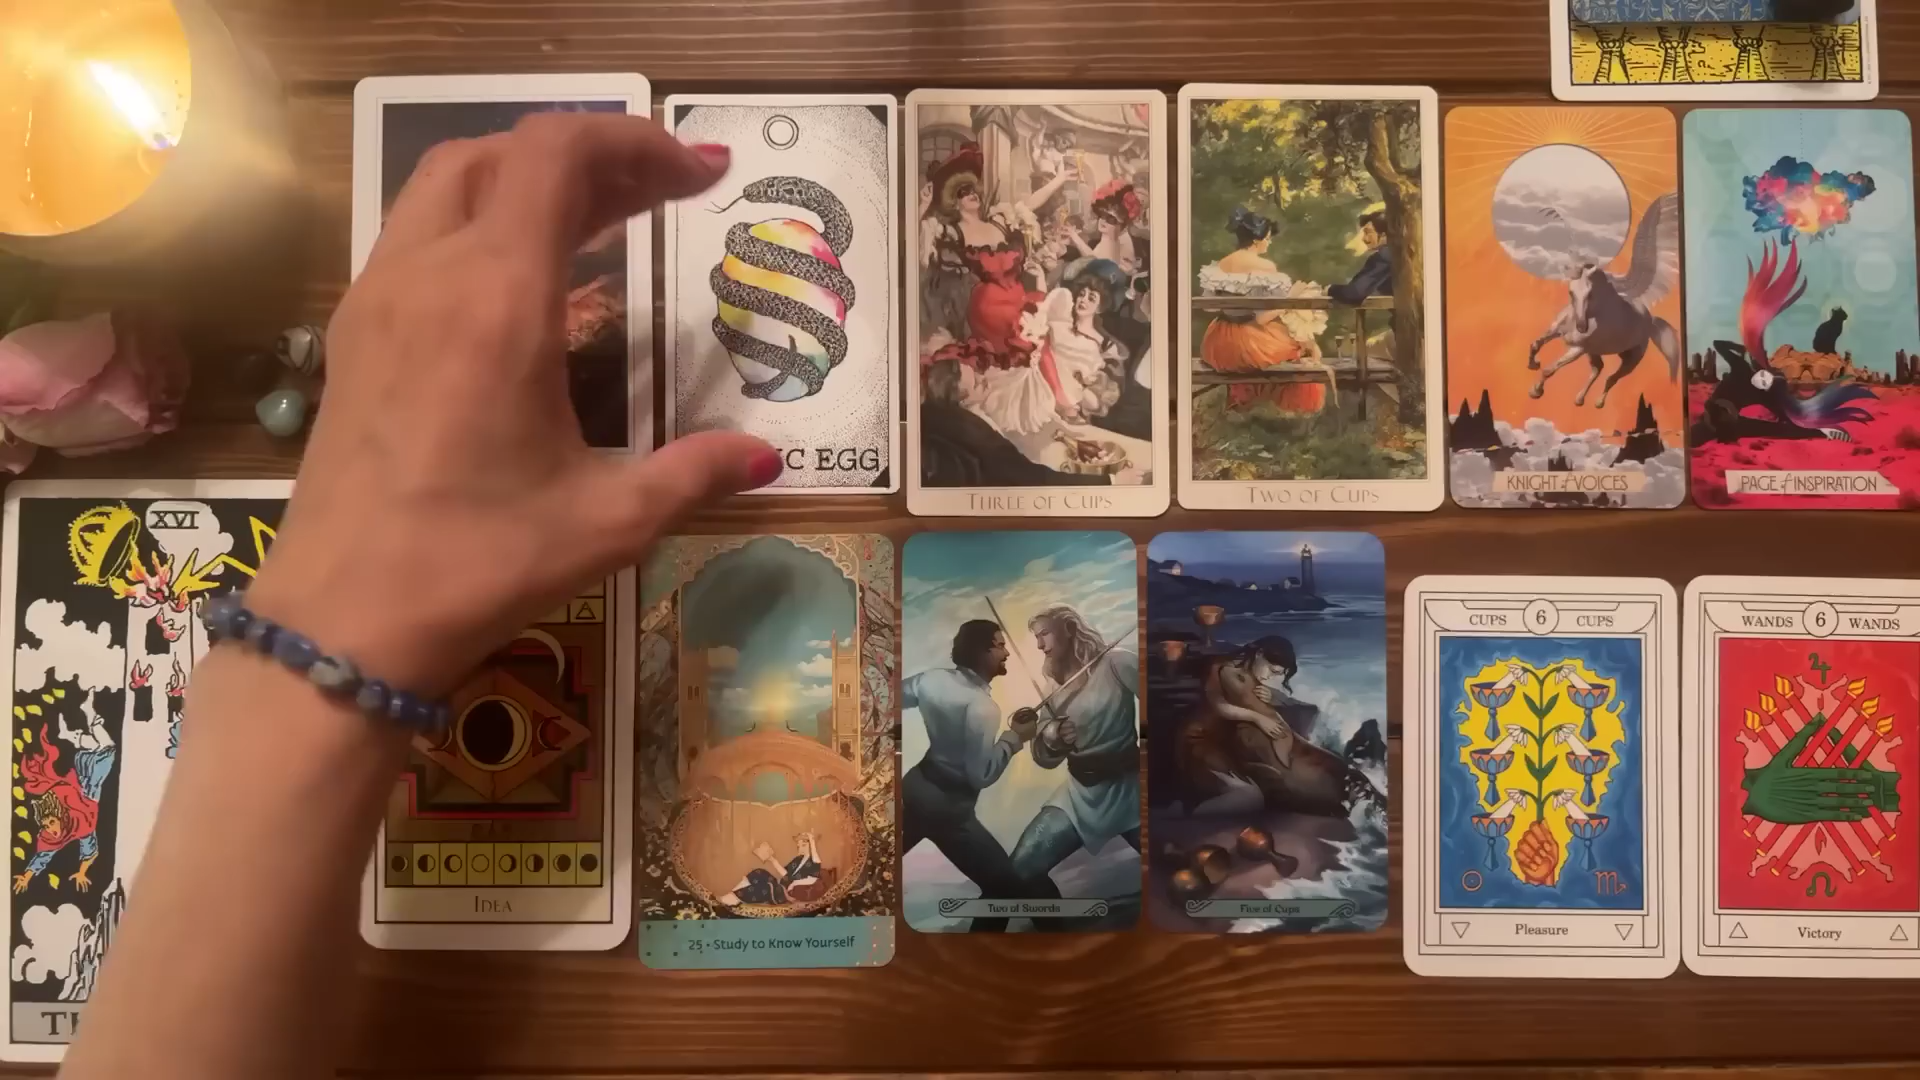 C EGG
THREE OF CUPS
TWO OF CUPS
KNIGHT of VOICES
PAGE of INSPIRATION
XVI
IDEA
25 • Study to Know Yourself
Two of Swords
Five of Cups
CUPS 6 CUPS
Pleasure
WANDS 6 WANDS
Victory